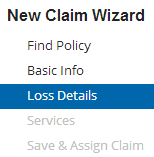 New Claim Wizard
Find Policy
Basic Info
Loss Details
Services
Save & Assign Claim